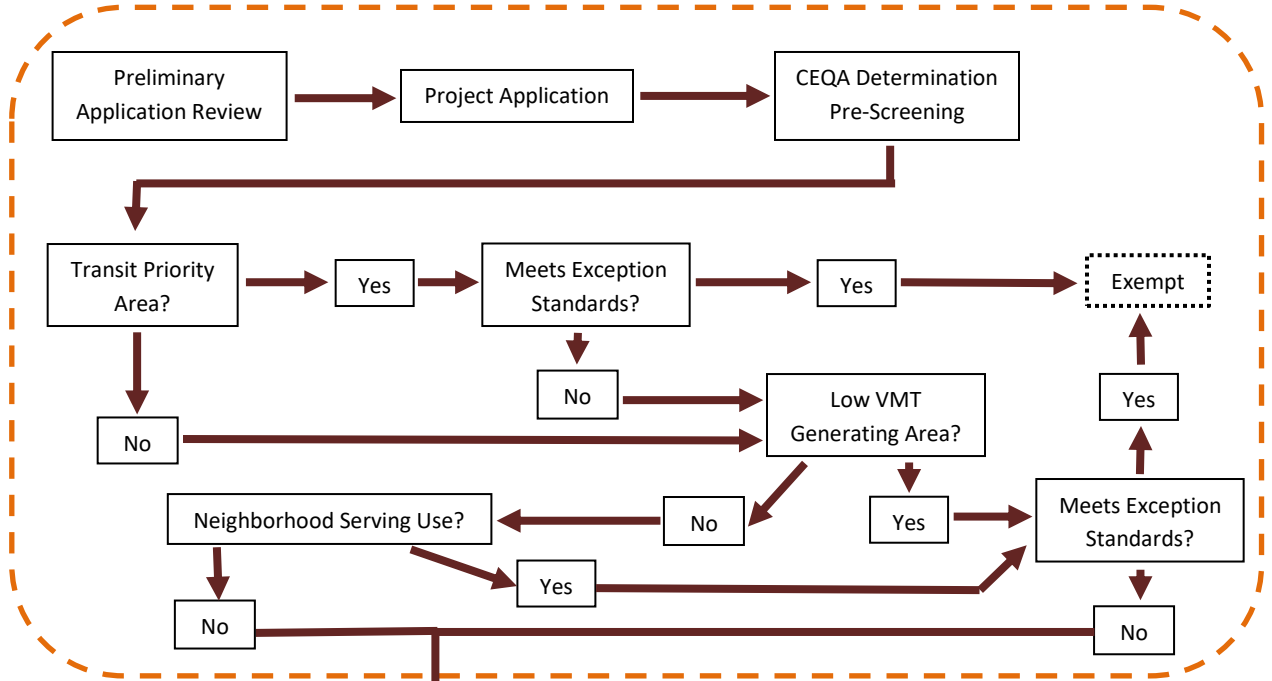 Preliminary
Application Review
Project Application
CEQA Determination
Pre-Screening
Transit Priority
Area?
Yes
Meets Exception
Standards?
Yes
Exempt
No
Low VMT
Generating Area?
Yes
No
Neighborhood Serving Use?
No
Yes
Meets Exception
Standards?
Yes
No
No